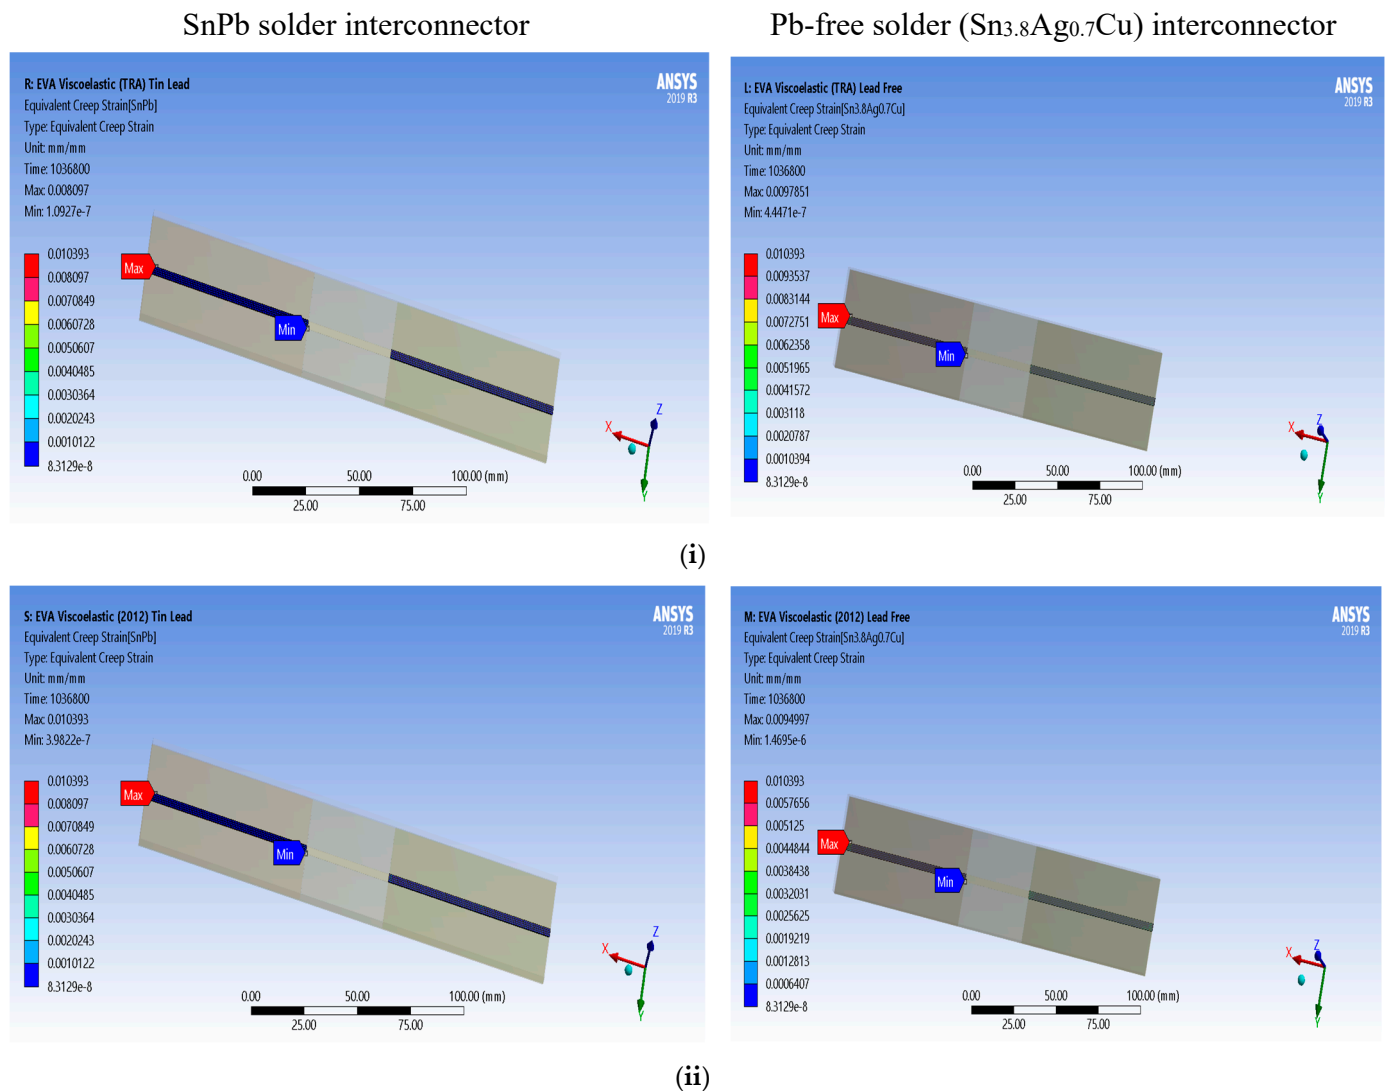 SnPb solder interconnector
Pb-free solder (Sn3.8Ag0.7Cu) interconnector
R: EVA Viscoelastic (TRA) Tin Lead
Equivalent Creep Strain[SnPb]
Type: Equivalent Creep Strain
Unit: mm/mm
Time: 1036800
Max: 0.008097
Min: 1.0927e-7
ANSYS
2019 R3
0.010393
0.008097
0.0070849
0.0060728
0.0050607
0.0040485
0.0030364
0.0020243
0.0010122
8.3129e-8
Max
Min
X
Z
Y
0.00
50.00
100.00 (mm)
25.00
75.00
L: EVA Viscoelastic (TRA) Lead Free
Equivalent Creep Strain[Sn3.8Ag0.7Cu]
Type: Equivalent Creep Strain
Unit: mm/mm
Time: 1036800
Max: 0.0097851
Min: 4.4471e-7
ANSYS
2019 R3
0.010393
0.0093537
0.0083144
0.0072751
0.0062358
0.0051965
0.0041572
0.003118
0.0020787
0.0010394
8.3129e-8
Max
Min
X
Z
Y
0.00
50.00
100.00 (mm)
25.00
75.00
(i)
S: EVA Viscoelastic (2012) Tin Lead
Equivalent Creep Strain[SnPb]
Type: Equivalent Creep Strain
Unit: mm/mm
Time: 1036800
Max: 0.010393
Min: 3.9822e-7
ANSYS
2019 R3
0.010393
0.008097
0.0070849
0.0060728
0.0050607
0.0040485
0.0030364
0.0020243
0.0010122
8.3129e-8
Max
Min
X
Z
Y
0.00
50.00
100.00 (mm)
25.00
75.00
M: EVA Viscoelastic (2012) Lead Free
Equivalent Creep Strain[Sn3.8Ag0.7Cu]
Type: Equivalent Creep Strain
Unit: mm/mm
Time: 1036800
Max: 0.0094997
Min: 1.4695e-6
ANSYS
2019 R3
0.010393
0.0057656
0.005125
0.0044844
0.0038438
0.0032031
0.0025625
0.0019219
0.0012813
0.0006407
8.3129e-8
Max
Min
X
Z
Y
0.00
50.00
100.00 (mm)
25.00
75.00
(ii)